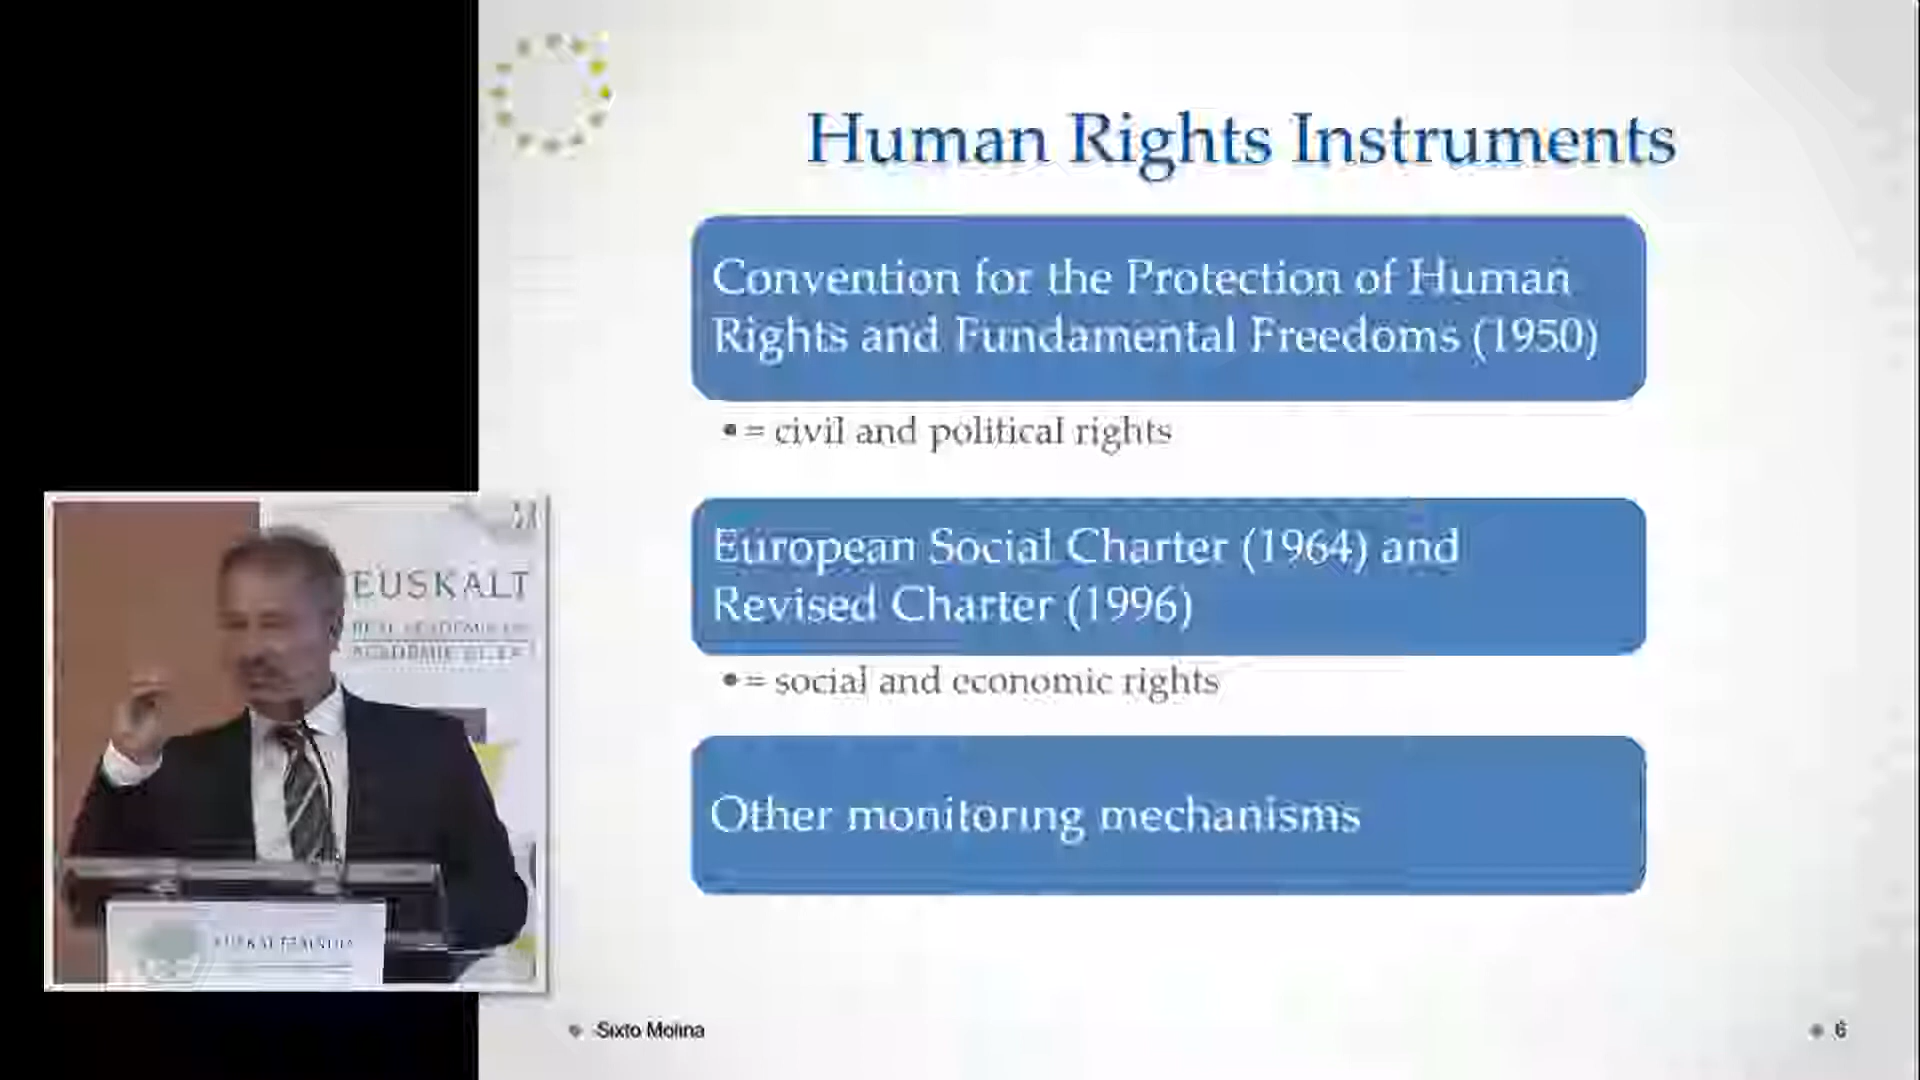 Human Rights Instruments
Convention for the Protection of Human
Rights and Fundamental Freedoms (1950)
• = civil and political rights
European Social Charter (1964) and
Revised Charter (1996)
• = social and economic rights
Other monitoring mechanisms
EUSKALT
EUSKALTZAINDIA
Sixto Molina
6